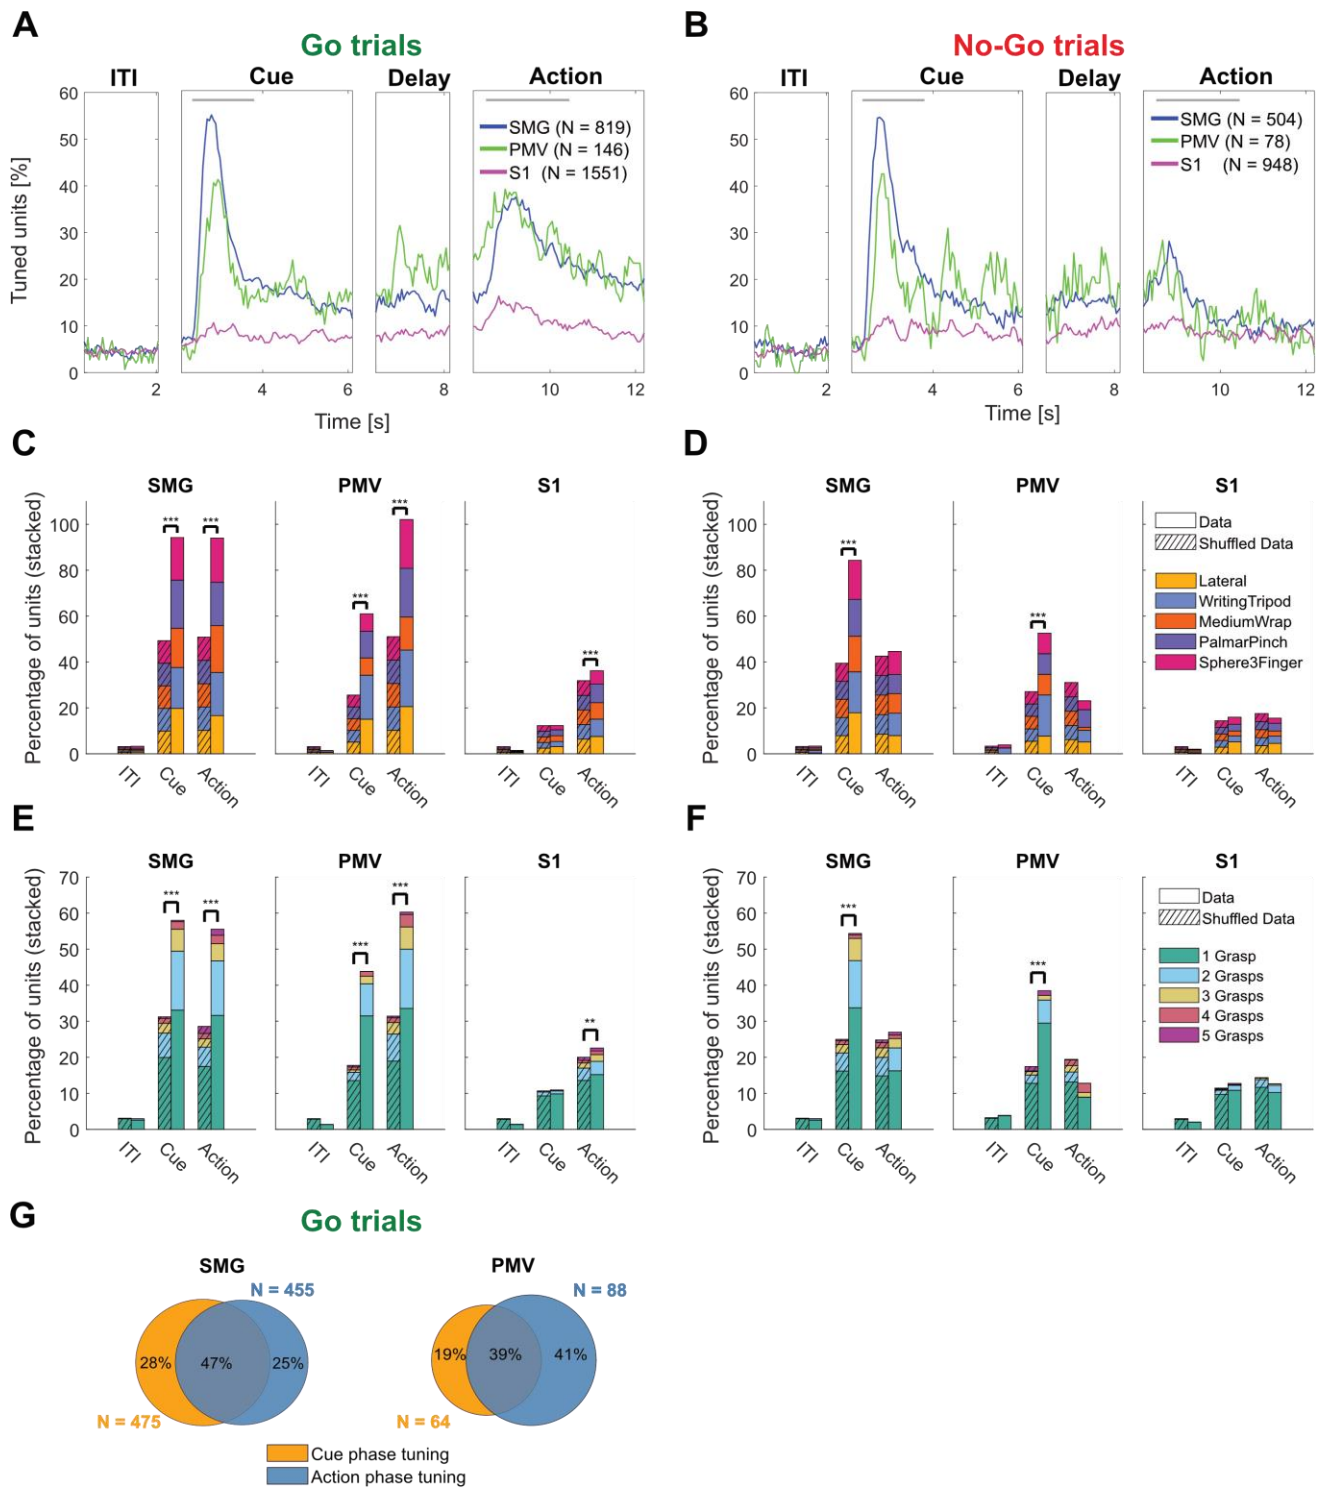 A
B
Go trials
No-Go trials
ITI
Cue
Delay
Action
ITI
Cue
Delay
Action
Tuned units [%]
60
50
40
30
20
10
0
SMG (N = 819)
PMV (N = 146)
S1 (N = 1551)
2
4
6
8
10
12
Time [s]
60
50
40
30
20
10
0
SMG (N = 504)
PMV (N = 78)
S1 (N = 948)
2
4
6
8
10
12
Time [s]
C
D
SMG
PMV
S1
Percentage of units (stacked)
100
80
60
40
20
0
***
***
***
***
***
ITI
Cue
Action
ITI
Cue
Action
ITI
Cue
Action
SMG
PMV
S1
Percentage of units (stacked)
100
80
60
40
20
0
***
***
Data
Shuffled Data
Lateral
WritingTripod
MediumWrap
PalmarPinch
Sphere3Finger
ITI
Cue
Action
ITI
Cue
Action
ITI
Cue
Action
E
F
SMG
PMV
S1
Percentage of units (stacked)
70
60
50
40
30
20
10
0
***
***
***
***
**
ITI
Cue
Action
ITI
Cue
Action
ITI
Cue
Action
SMG
PMV
S1
Percentage of units (stacked)
70
60
50
40
30
20
10
0
***
***
Data
Shuffled Data
1 Grasp
2 Grasps
3 Grasps
4 Grasps
5 Grasps
ITI
Cue
Action
ITI
Cue
Action
ITI
Cue
Action
G
Go trials
SMG
PMV
N = 455
N = 88
28%
47%
25%
19%
39%
41%
N = 475
N = 64
Cue phase tuning
Action phase tuning